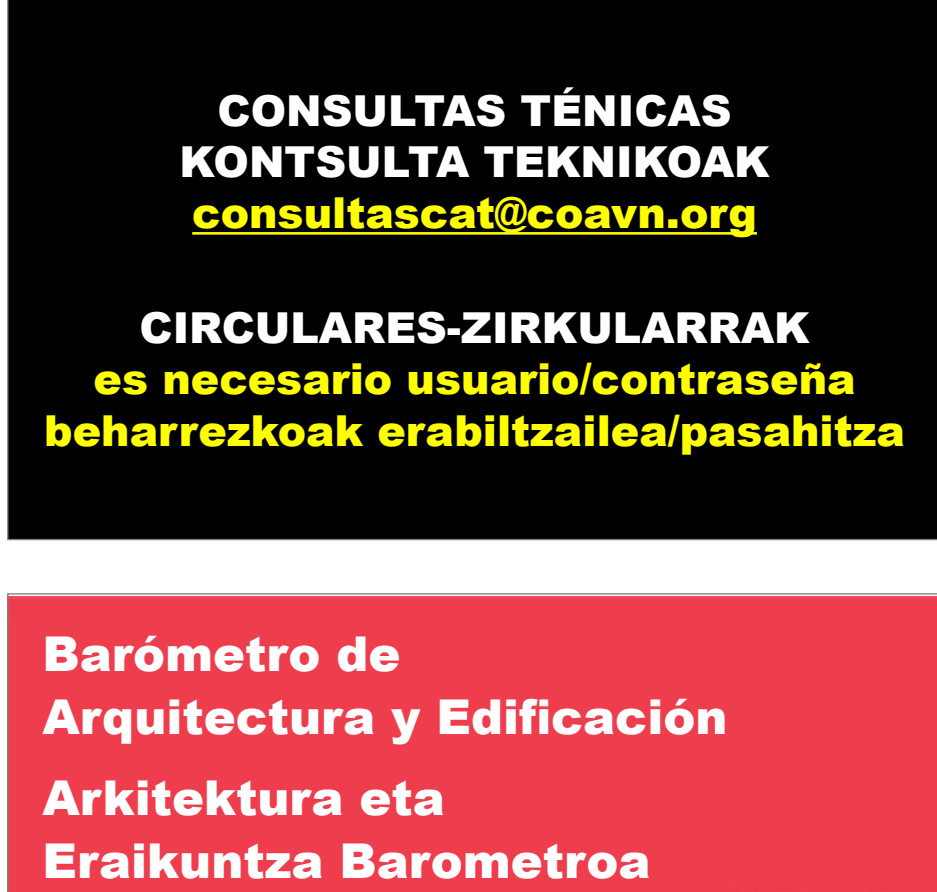 CONSULTAS TÉNICAS
KONTSULTA TEKNIKOAK
consultascat@coavn.org
CIRCULARES-ZIRKULARRAK
es necesario usuario/contraseña
beharrezkoak erabiltzailea/pasahitza
Barómetro de
Arquitectura y Edificación
Arkitektura eta
Eraikuntza Barometroa